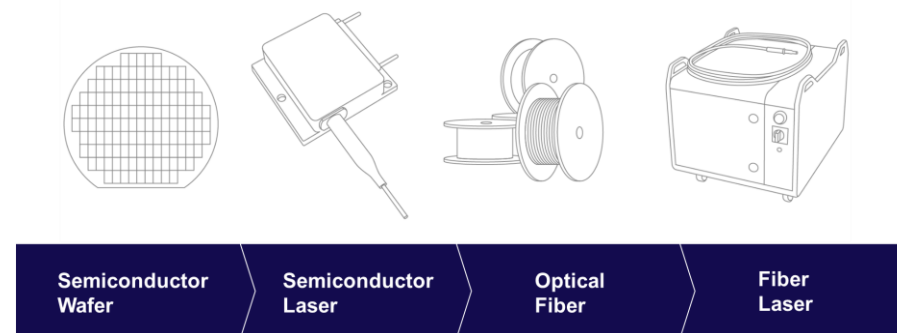 Semiconductor
Wafer
Semiconductor
Laser
Optical
Fiber
Fiber
Laser